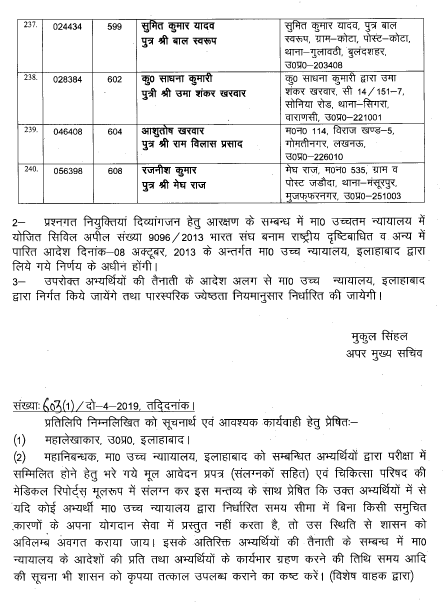 237. 024434 599 सुमित कुमार यादव सुमित कुमार यादव, पुत्र बाल
पुत्र श्री बाल स्वरूप स्वरूप, ग्राम-कोटा, पोस्ट-कोटा,
थाना-गुलावठी, बुलंदशहर,
उ0प्र0-203408
238. 028384 602 कु0 साधना कुमारी कु0 साधना कुमारी द्वारा उमा
पुत्री श्री उमा शंकर खरवार शंकर खरवार, सी 14/151-7,
सोनिया रोड, थाना-सिगरा,
वाराणसी, उ0प्र0-221001
239. 046408 604 आशुतोष खरवार म0न0 114, विराज खण्ड-5,
पुत्र श्री राम विलास प्रसाद गोमतीनगर, लखनऊ,
उ0प्र0-226010
240. 056398 608 रजनीश कुमार मेघ राज, म0न0 535, ग्राम व
पुत्र श्री मेघ राज पोस्ट जडौदा, थाना-मंसूरपुर,
मुजफ्फरनगर, उ0प्र0-251003
2- प्रश्नगत नियुक्तियां दिव्यांगजन हेतु आरक्षण के सम्बन्ध में मा0 उच्चतम न्यायालय में
योजित सिविल अपील संख्या 9096/2013 भारत संघ बनाम राष्ट्रीय दृष्टिबाधित व अन्य में
पारित आदेश दिनांक-08 अक्टूबर, 2013 के अन्तर्गत मा0 उच्च न्यायालय, इलाहाबाद द्वारा
लिये गये निर्णय के अधीन होंगी।
3- उपरोक्त अभ्यर्थियों की तैनाती के आदेश अलग से मा0 उच्च न्यायालय, इलाहाबाद
द्वारा निर्गत किये जायेंगे तथा पारस्परिक ज्येष्ठता नियमानुसार निर्धारित की जायेगी।
मुकुल सिंहल
अपर मुख्य सचिव
संख्याः 603(1)/दो-4-2019, तद्दिनांक।
प्रतिलिपि निम्नलिखित को सूचनार्थ एवं आवश्यक कार्यवाही हेतु प्रेषितः-
(1) महालेखाकार, उ0प्र0, इलाहाबाद।
(2) महानिबन्धक, मा0 उच्च न्याायालय, इलाहाबाद को सम्बन्धित अभ्यर्थियों द्वारा परीक्षा में
सम्मिलित होने हेतु भरे गये मूल आवेदन प्रपत्र (संलग्नकों सहित) एवं चिकित्सा परिषद की
मेडिकल रिपोर्ट्स मूलरूप में संलग्न कर इस मन्तव्य के साथ प्रेषित कि उक्त अभ्यर्थियों में से
यदि कोई अभ्यर्थी मा0 उच्च न्यायालय द्वारा निर्धारित समय सीमा में बिना किसी समुचित
कारणों के अपना योगदान सेवा में प्रस्तुत नहीं करता है, तो उस स्थिति से शासन को
अविलम्ब अवगत कराया जाय। इसके अतिरिक्त अभ्यर्थियों की तैनाती के सम्बन्ध में मा0
न्यायालय के आदेशों की प्रति तथा अभ्यर्थियों के कार्यभार ग्रहण करने की तिथि समय आदि
की सूचना भी शासन को कृपया तत्काल उपलब्ध कराने का कष्ट करें। (विशेष वाहक द्वारा)